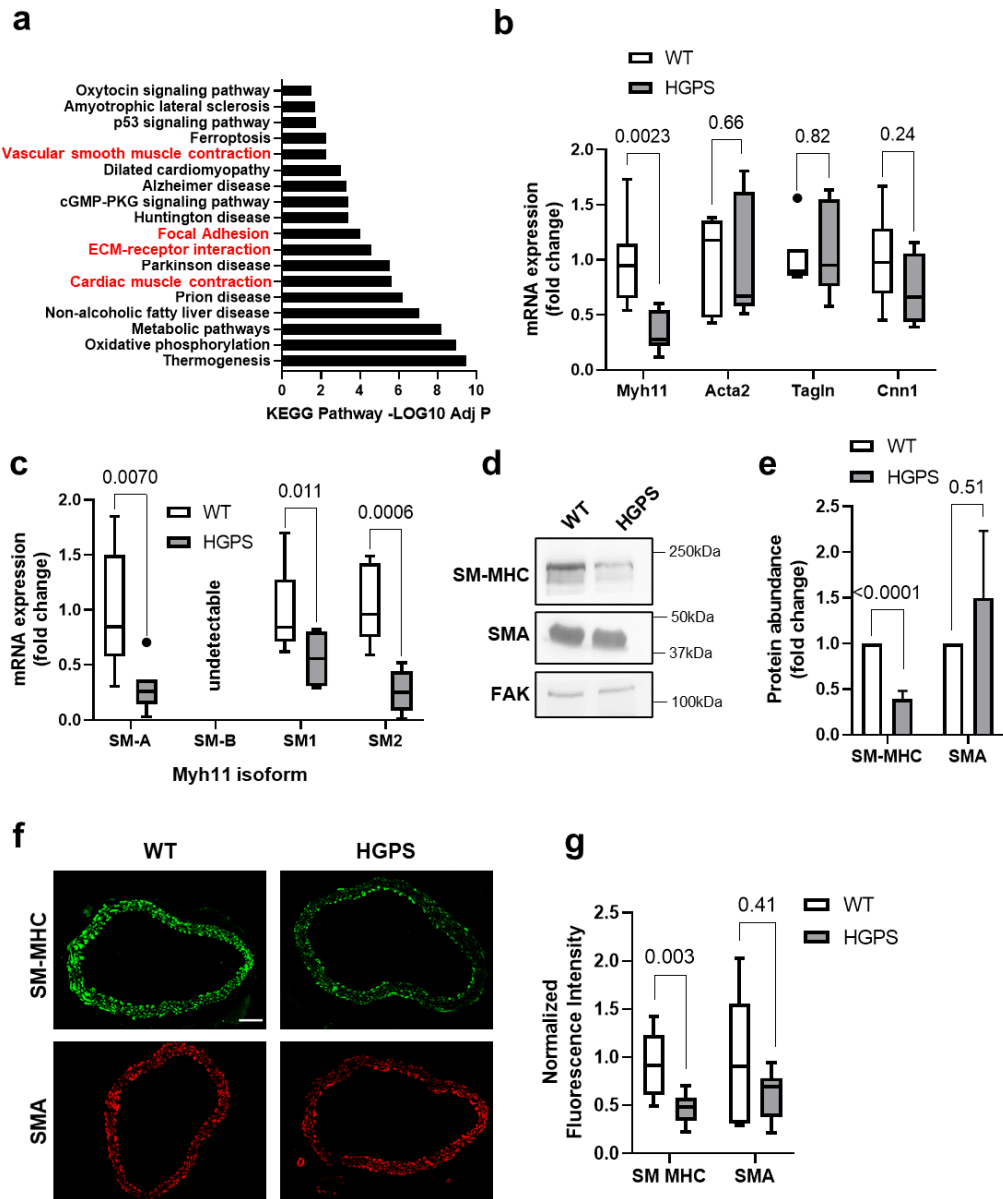 a
Oxytocin signaling pathway
Amyotrophic lateral sclerosis
p53 signaling pathway
Ferroptosis
Vascular smooth muscle contraction
Dilated cardiomyopathy
Alzheimer disease
cGMP-PKG signaling pathway
Huntington disease
Focal Adhesion
ECM-receptor interaction
Parkinson disease
Cardiac muscle contraction
Prion disease
Non-alcoholic fatty liver disease
Metabolic pathways
Oxidative phosphorylation
Thermogenesis
0 2 4 6 8 10
KEGG Pathway -LOG10 Adj P
b
WT
HGPS
0.0023 0.66 0.82 0.24
mRNA expression
(fold change)
2.0
1.5
1.0
0.5
0.0
Myh11 Acta2 Tagln Cnn1
c
0.0070 0.011 0.0006
WT
HGPS
mRNA expression
(fold change)
2.0
1.5
1.0
0.5
0.0
undetectable
SM-A SM-B SM1 SM2
Myh11 isoform
d
WT HGPS
SM-MHC
250kDa
SMA
50kDa
37kDa
FAK
100kDa
e
WT
HGPS
0.51
<0.0001
Protein abundance
(fold change)
2.5
2.0
1.5
1.0
0.5
0.0
SM-MHC SMA
f
WT HGPS
SM-MHC
SMA
g
WT
HGPS
0.41
0.003
Normalized
Fluorescence Intensity
2.5
2.0
1.5
1.0
0.5
0.0
SM MHC SMA